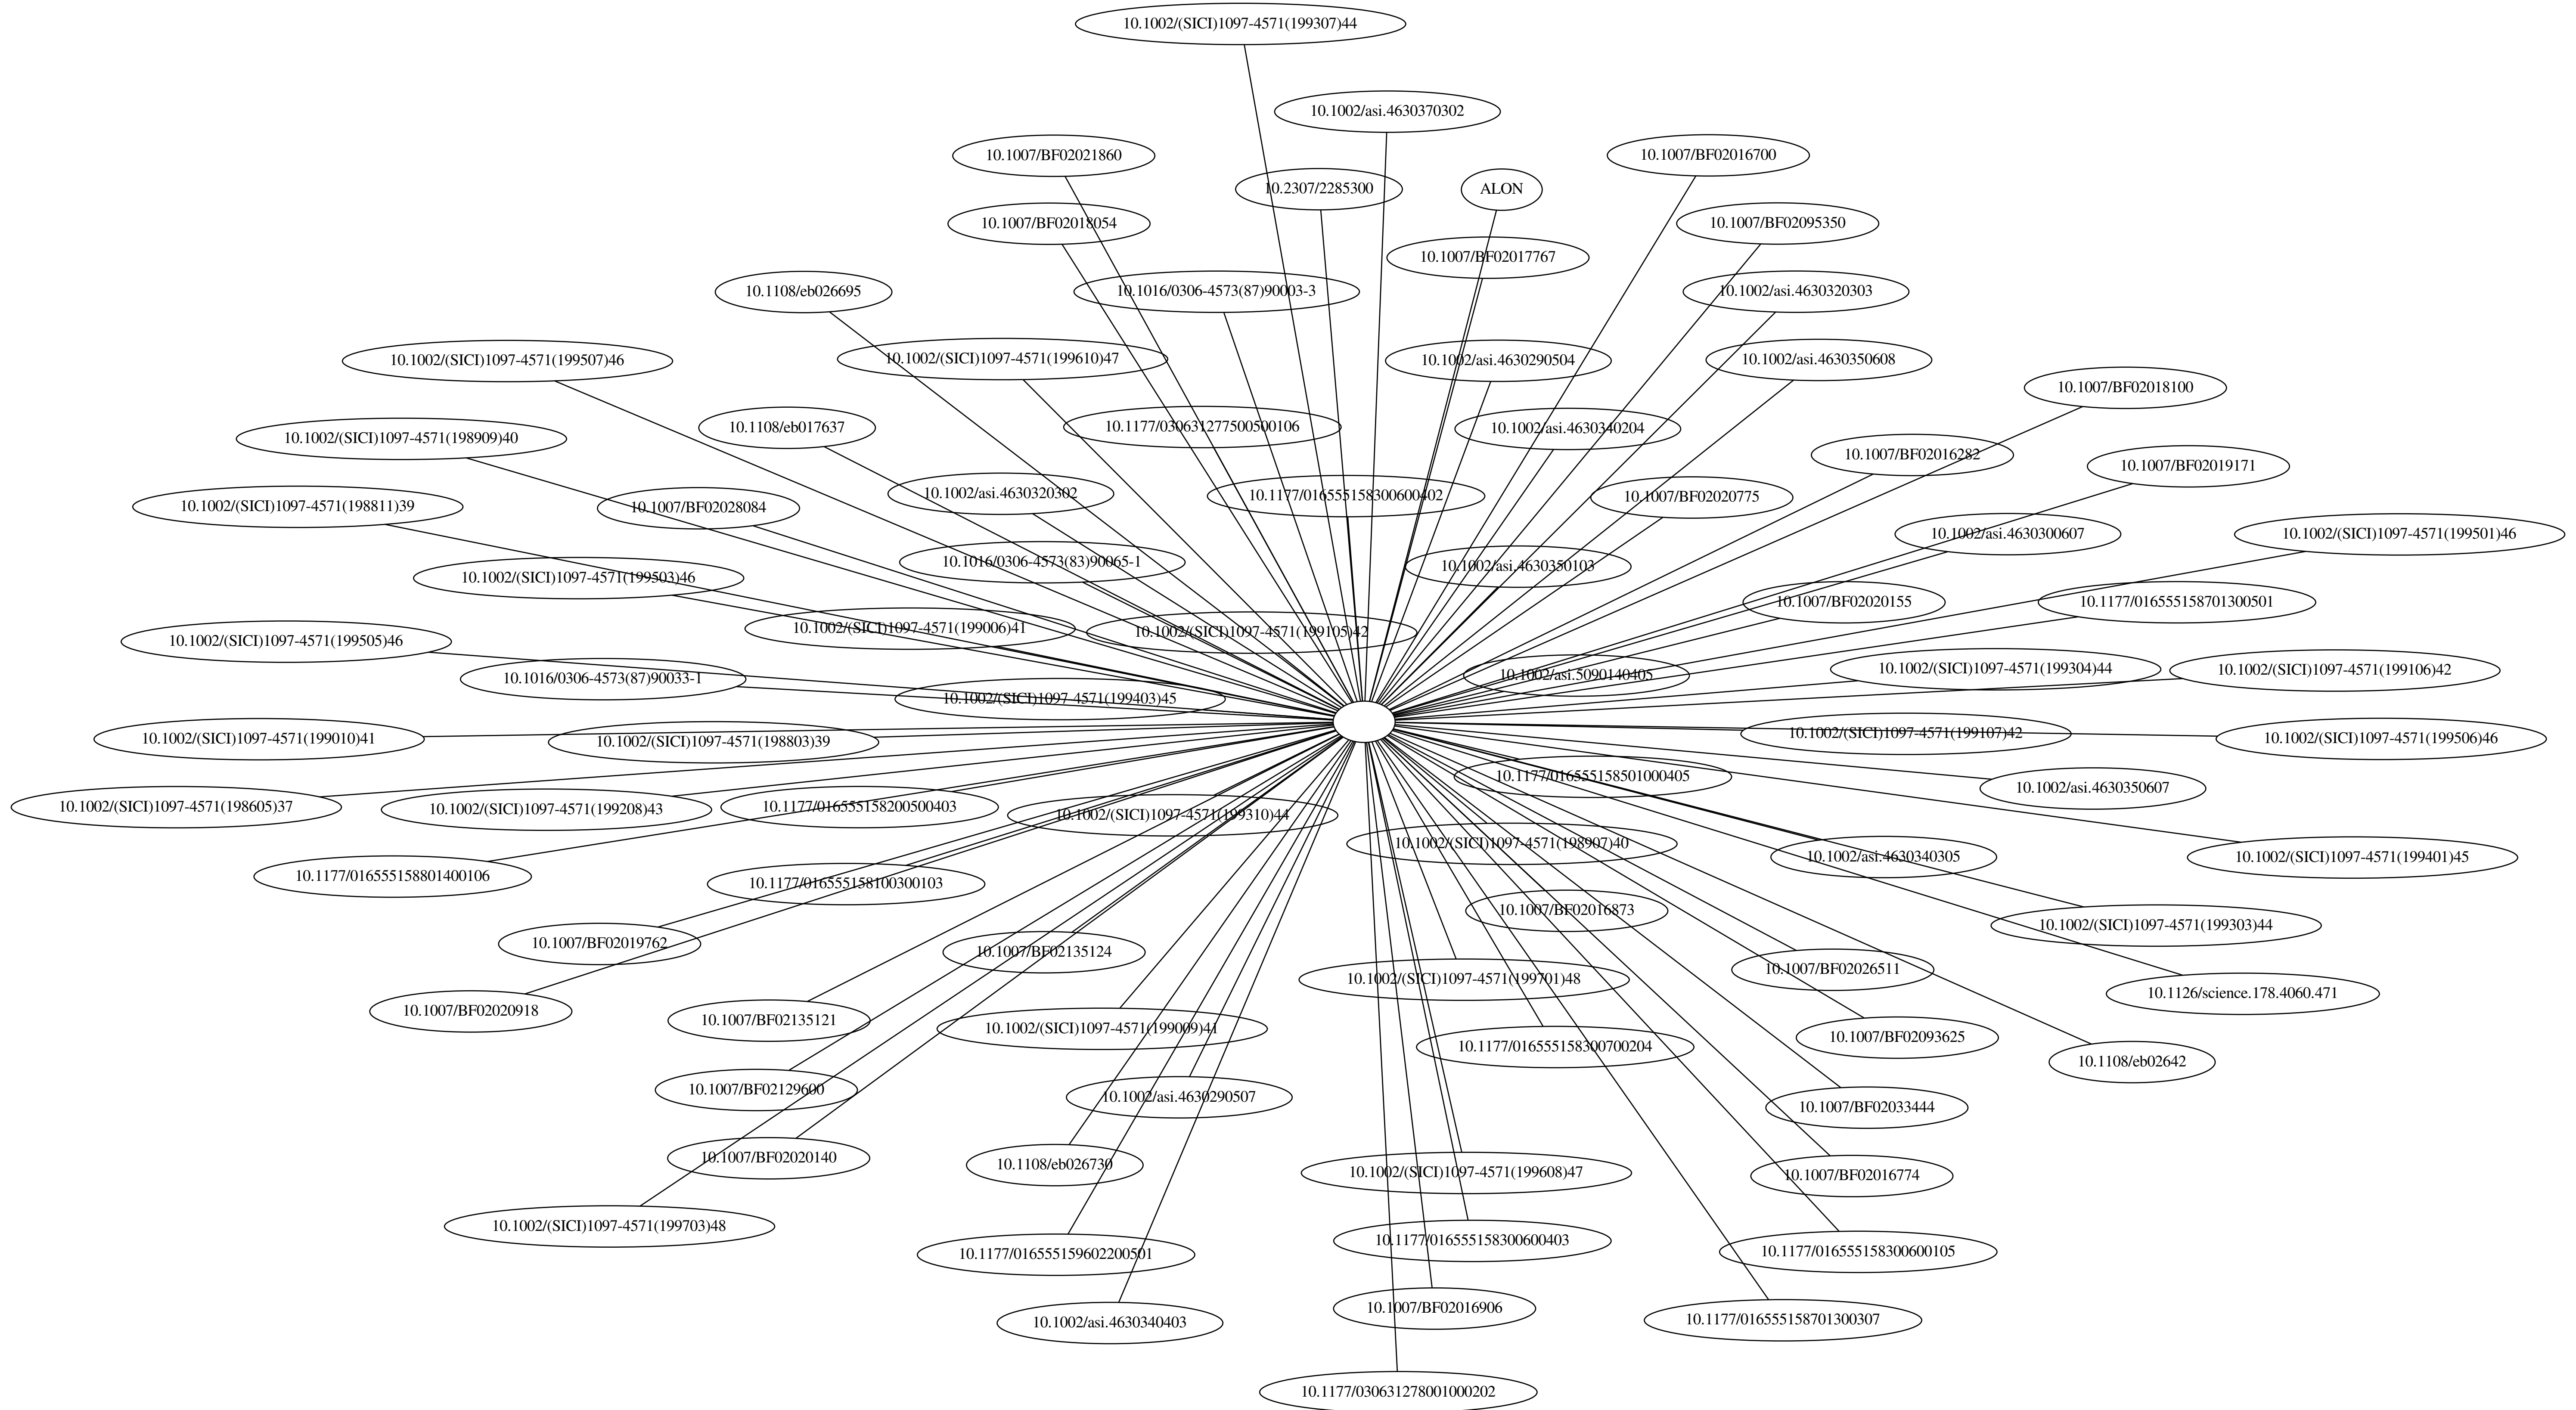 10.1002/(SICI)1097-4571(199307)44
10.1002/asi.4630370302
10.1007/BF02021860
10.1007/BF02016700
10.2307/2285300
ALON
10.1007/BF02018054
10.1007/BF02095350
10.1007/BF02017767
10.1108/eb026695
10.1016/0306-4573(87)90003-3
10.1002/asi.4630320303
10.1002/(SICI)1097-4571(199507)46
10.1002/(SICI)1097-4571(199610)47
10.1002/asi.4630290504
10.1002/asi.4630350608
10.1007/BF02018100
10.1108/eb017637
10.1177/030631277500500106
10.1002/asi.4630340204
10.1002/(SICI)1097-4571(198909)40
10.1007/BF02016282
10.1007/BF02019171
10.1002/(SICI)1097-4571(198811)39
10.1007/BF02028084
10.1002/asi.4630320302
10.1177/016555158300600402
10.1007/BF02020775
10.1002/asi.4630300607
10.1002/(SICI)1097-4571(199501)46
10.1016/0306-4573(83)90065-1
10.1002/asi.4630350103
10.1002/(SICI)1097-4571(199503)46
10.1007/BF02020155
10.1177/016555158701300501
10.1002/(SICI)1097-4571(199006)41
10.1002/(SICI)1097-4571(199105)42
10.1002/(SICI)1097-4571(199505)46
10.1002/(SICI)1097-4571(199304)44
10.1002/(SICI)1097-4571(199106)42
10.1016/0306-4573(87)90033-1
10.1002/asi.5090140405
10.1002/(SICI)1097-4571(199403)45
10.1002/(SICI)1097-4571(199010)41
10.1002/(SICI)1097-4571(198803)39
10.1002/(SICI)1097-4571(199107)42
10.1002/(SICI)1097-4571(199506)46
10.1177/016555158501000405
10.1002/asi.4630350607
10.1002/(SICI)1097-4571(198605)37
10.1002/(SICI)1097-4571(199208)43
10.1177/016555158200500403
10.1002/(SICI)1097-4571(199310)44
10.1002/(SICI)1097-4571(198907)40
10.1002/asi.4630340305
10.1002/(SICI)1097-4571(199401)45
10.1177/016555158801400106
10.1177/016555158100300103
10.1007/BF02016873
10.1002/(SICI)1097-4571(199303)44
10.1007/BF02019762
10.1007/BF02135124
10.1007/BF02026511
10.1002/(SICI)1097-4571(199701)48
10.1126/science.178.4060.471
10.1007/BF02020918
10.1007/BF02135121
10.1002/(SICI)1097-4571(199009)41
10.1177/016555158300700204
10.1007/BF02093625
10.1108/eb02642
10.1007/BF02129600
10.1002/asi.4630290507
10.1007/BF02033444
10.1007/BF02020140
10.1108/eb026730
10.1002/(SICI)1097-4571(199608)47
10.1007/BF02016774
10.1002/(SICI)1097-4571(199703)48
10.1177/016555159602200501
10.1177/016555158300600403
10.1177/016555158300600105
10.1002/asi.4630340403
10.1007/BF02016906
10.1177/016555158701300307
10.1177/030631278001000202